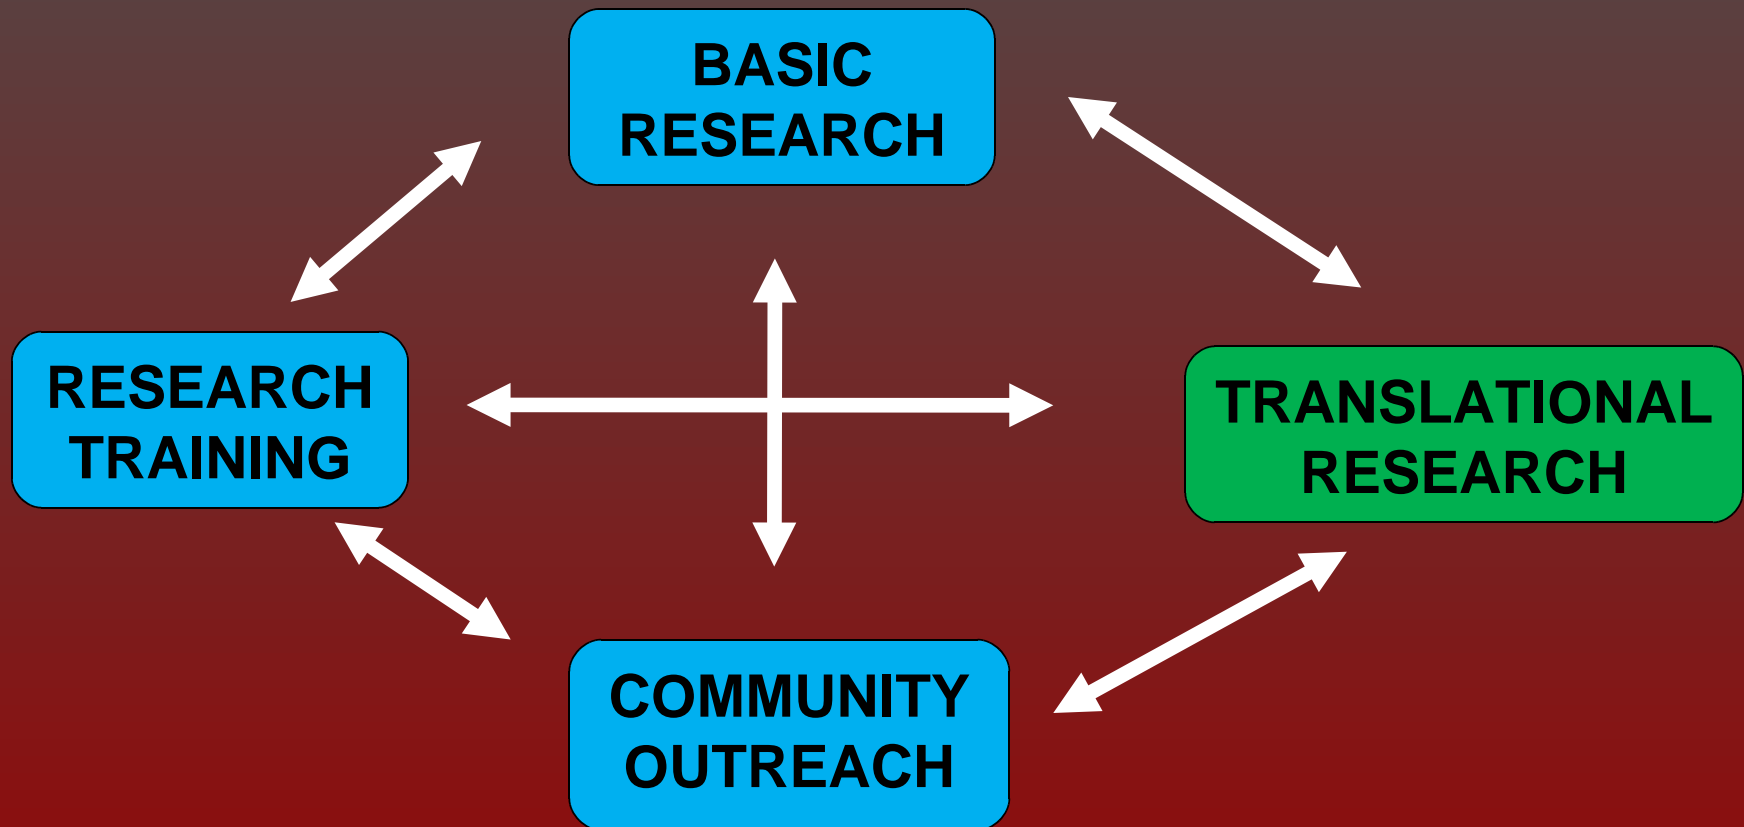 BASIC
RESEARCH
RESEARCH
TRAINING
TRANSLATIONAL
RESEARCH
COMMUNITY
OUTREACH